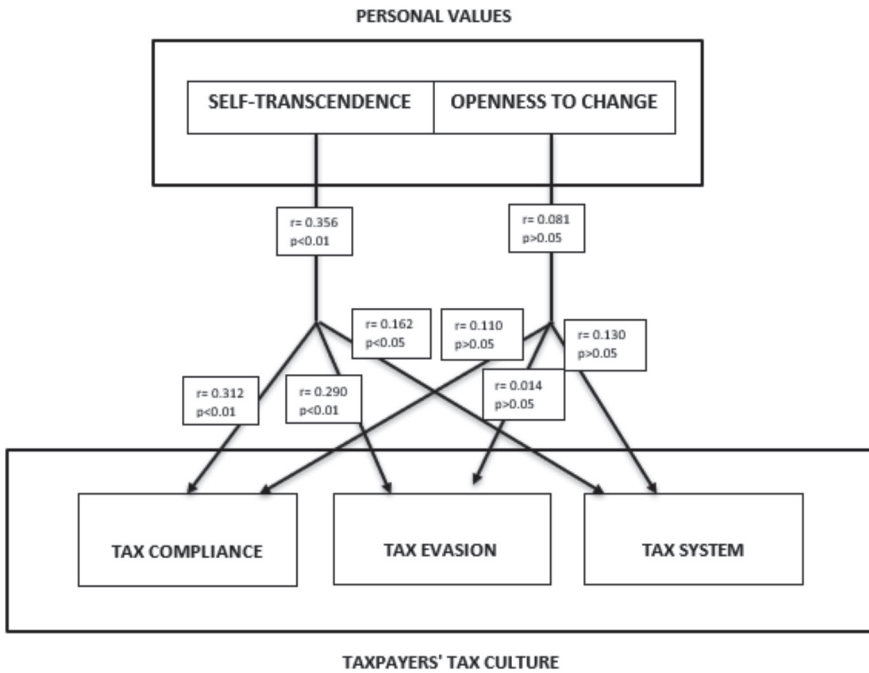 PERSONAL VALUES
SELF-TRANSCENDENCE
OPENNESS TO CHANGE
r= 0.356
p<0.01
r= 0.081
p>0.05
r= 0.162
p<0.05
r= 0.110
p>0.05
r= 0.130
p>0.05
r= 0.312
p<0.01
r= 0.290
p<0.01
r= 0.014
p>0.05
TAX COMPLIANCE
TAX EVASION
TAX SYSTEM
TAXPAYERS' TAX CULTURE